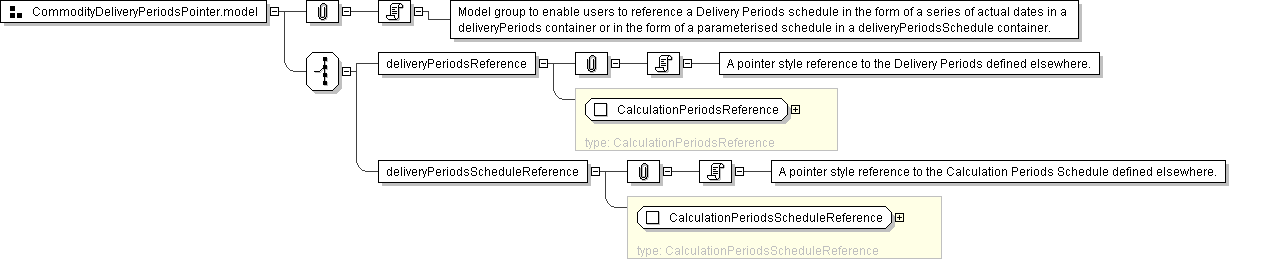 CommodityDeliveryPeriodsPointer.model
Model group to enable users to reference a Delivery Periods schedule in the form of a series of actual dates in a
deliveryPeriods container or in the form of a parameterised schedule in a deliveryPeriodsSchedule container.
deliveryPeriodsReference
A pointer style reference to the Delivery Periods defined elsewhere.
CalculationPeriodsReference
type: CalculationPeriodsReference
deliveryPeriodsScheduleReference
A pointer style reference to the Calculation Periods Schedule defined elsewhere.
CalculationPeriodsScheduleReference
type: CalculationPeriodsScheduleReference